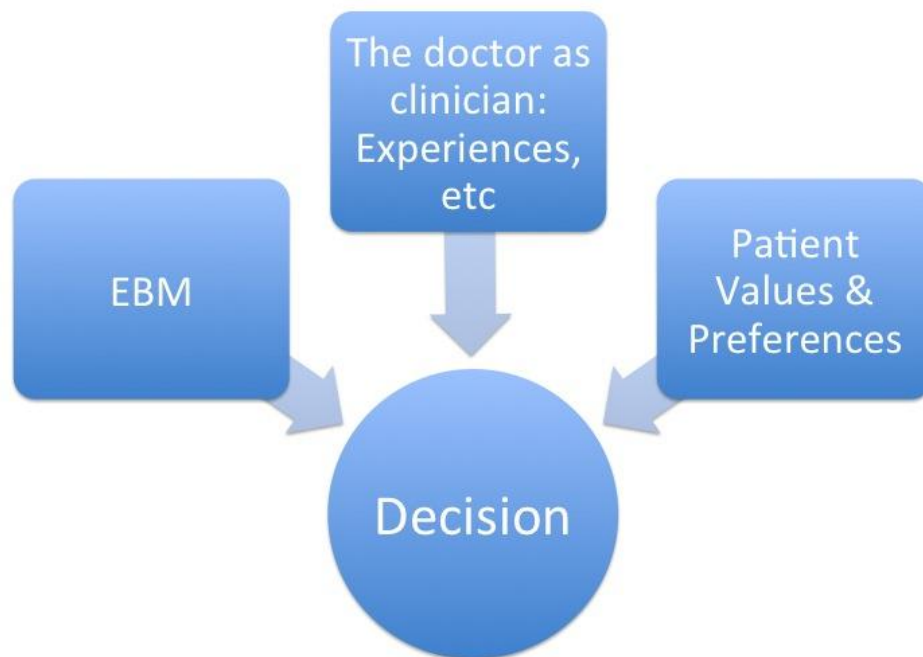 The doctor as
clinician:
Experiences,
etc
EBM
Patient
Values &
Preferences
Decision